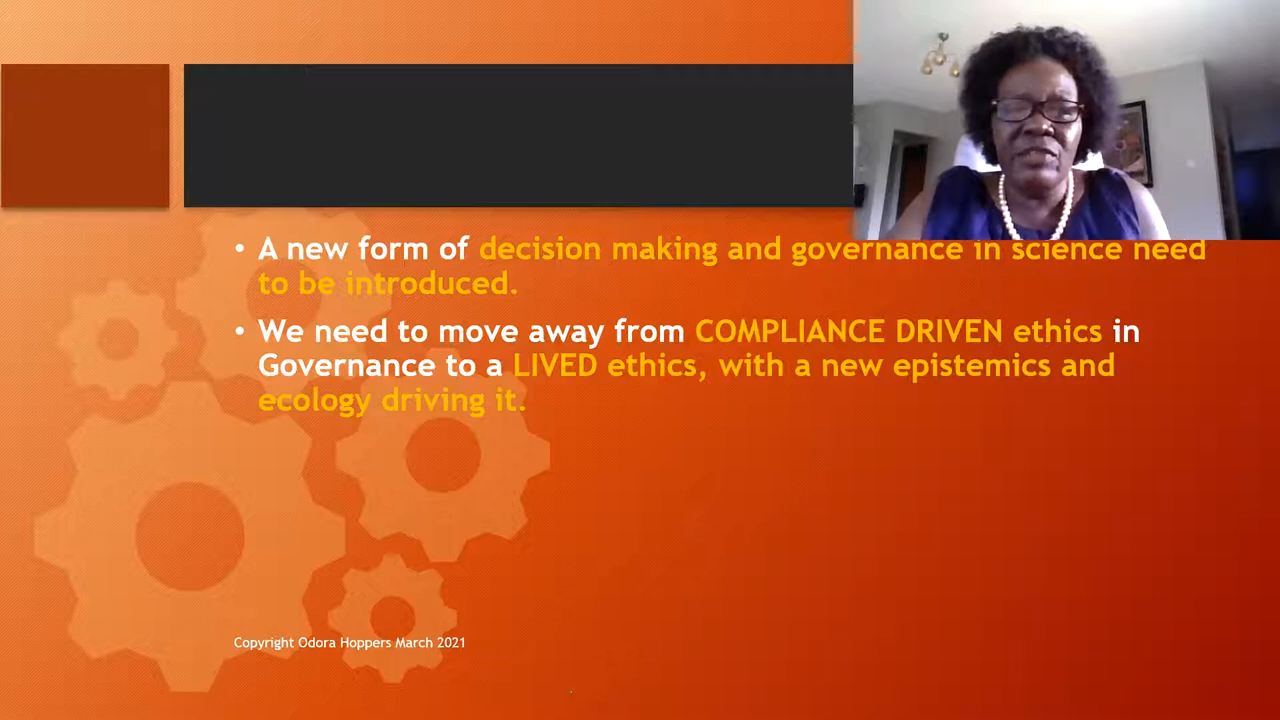 • A new form of decision making and governance in science need
to be introduced.
• We need to move away from COMPLIANCE DRIVEN ethics in
Governance to a LIVED ethics, with a new epistemics and
ecology driving it.
Copyright Odora Hoppers March 2021